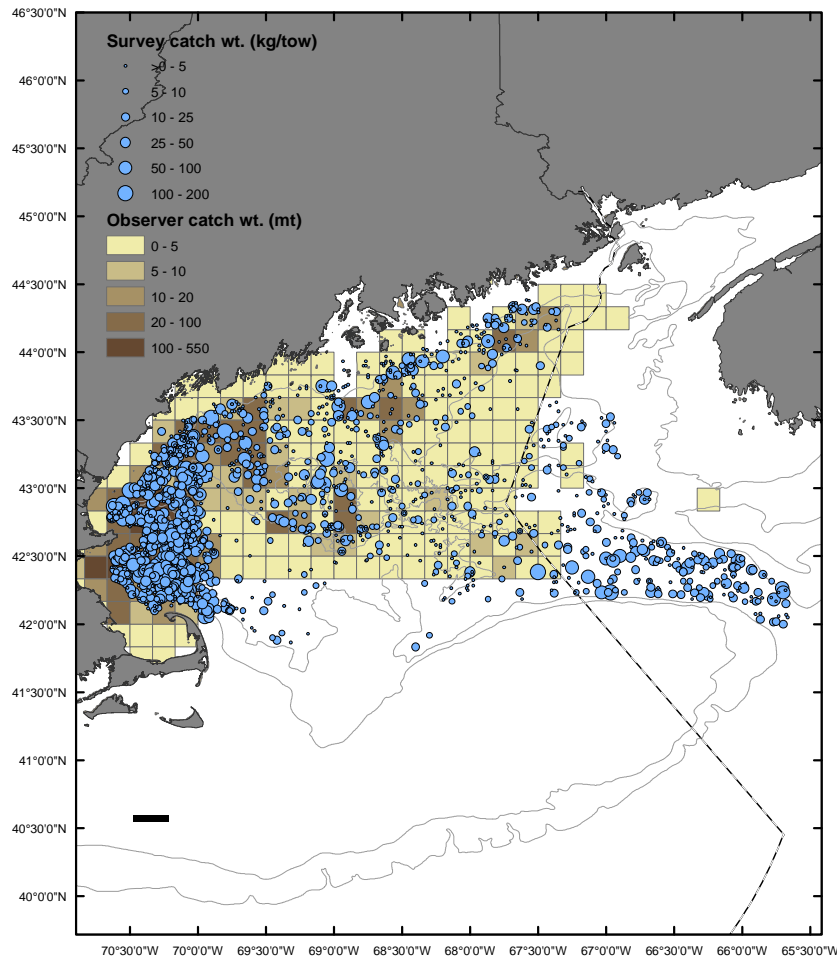 46°30'0"N
Survey catch wt. (kg/tow)
>0 - 5
46°0'0"N
5 - 10
10 - 25
45°30'0"N
25 - 50
50 - 100
100 - 200
45°0'0"N
Observer catch wt. (mt)
0 - 5
44°30'0"N
5 - 10
10 - 20
20 - 100
44°0'0"N
100 - 550
43°30'0"N
43°0'0"N
42°30'0"N
42°0'0"N
41°30'0"N
41°0'0"N
40°30'0"N
40°0'0"N
70°30'0"W 70°0'0"W 69°30'0"W 69°0'0"W 68°30'0"W 68°0'0"W 67°30'0"W 67°0'0"W 66°30'0"W 66°0'0"W 65°30'0"W